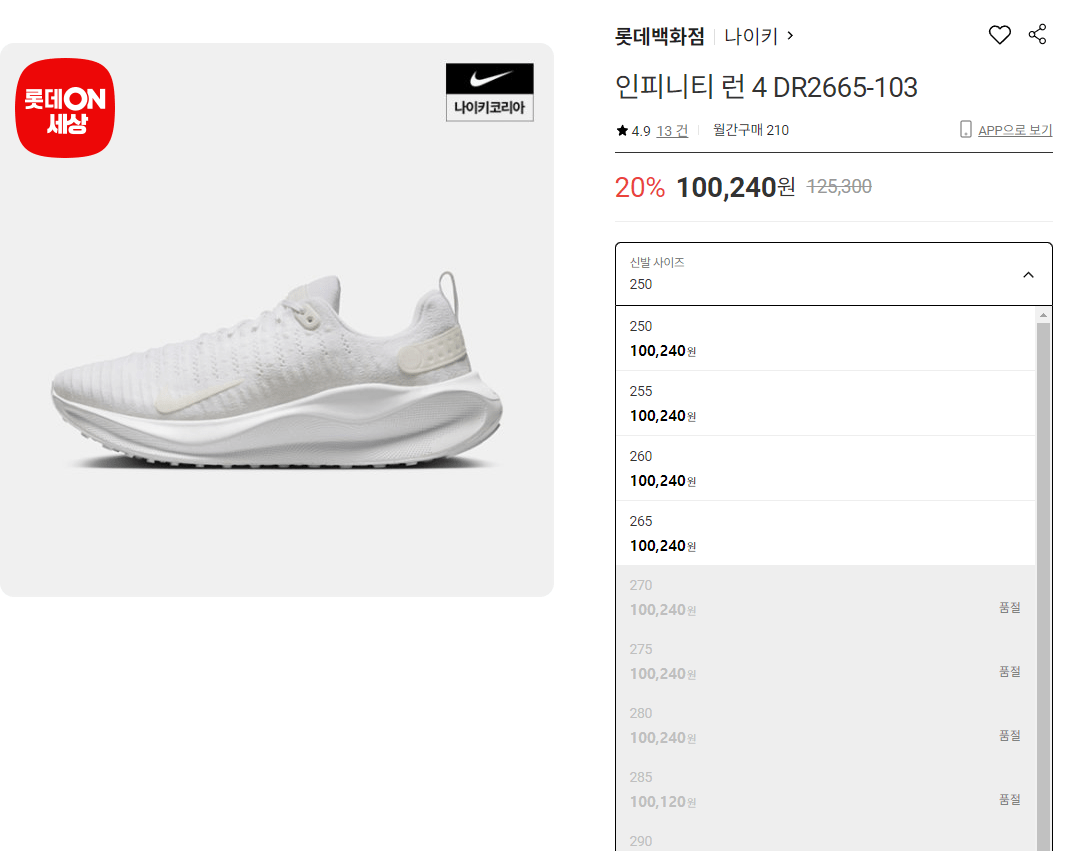 롯데ON
세상
나이키코리아
롯데백화점 나이키
인피니티 런 4 DR2665-103
4.9 13 건 월간구매 210 APP으로 보기
20% 100,240원 125,300
신발 사이즈
250
250
100,240원
255
100,240원
260
100,240원
265
100,240원
270
100,240원 품절
275
100,240원 품절
280
100,240원 품절
285
100,120원 품절
290